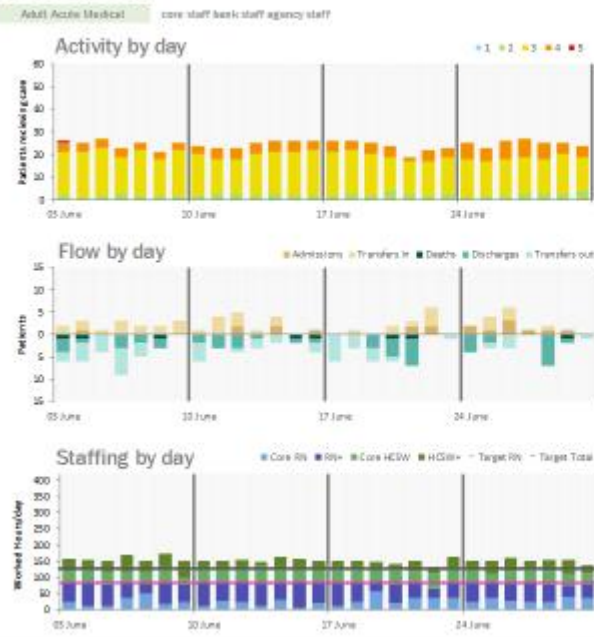 Adult Acute Medical core staff bank staff agency staff
Activity by day
1 2 3 4 5
Patients receiving care
60
50
40
30
20
10
0
03 June 10 June 17 June 24 June
Flow by day
Admissions Transfers in Deaths Discharges Transfers out
Patients
15
10
5
0
5
10
15
03 June 10 June 17 June 24 June
Staffing by day
Core RN RN+ Core HCSW HCSW+ Target RN Target Total
Worked Hours/day
400
350
300
250
200
150
100
50
0
03 June 10 June 17 June 24 June